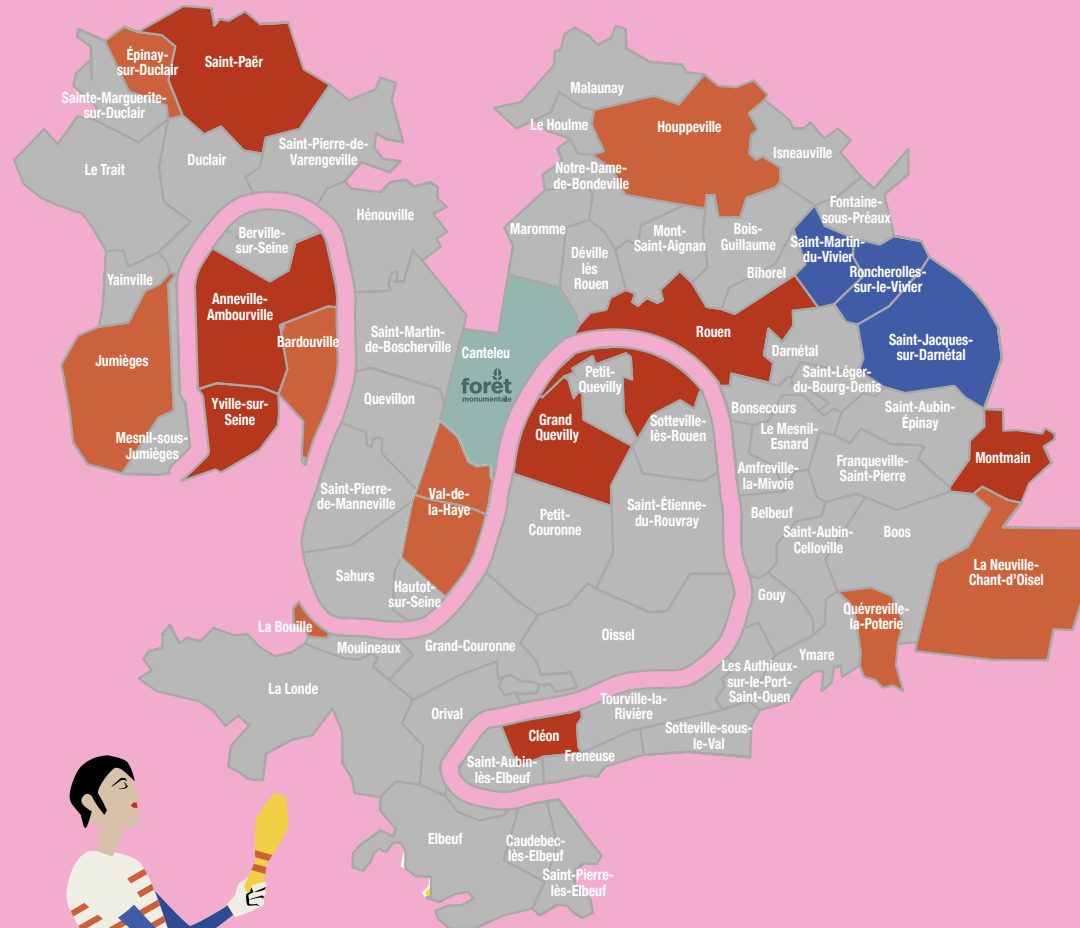 Épinay-
sur-Duclair
Saint-Paër
Sainte-Marguerite-
sur-Duclair
Le Trait
Duclair
Saint-Pierre-de-
Varengeville
Hénouville
Berville-
sur-Seine
Yainville
Anneville-
Ambourville
Bardouville
Jumièges
Yville-sur-
Seine
Mesnil-sous-
Jumièges
Saint-Martin-
de-Boscherville
Quevillon
Saint-Pierre-
de-Manneville
Sahurs
Hautot-
sur-Seine
Val-de-
la-Haye
Canteleu
forêt
monumentale
Malaunay
Le Houlme
Houppeville
Notre-Dame-
de-Bondeville
Isneauville
Fontaine-
sous-Préaux
Maromme
Déville
lès
Rouen
Mont-
Saint-Aignan
Bois-
Guillaume
Bihorel
Saint-Martin-
du-Vivier
Roncherolles-
sur-le-Vivier
Saint-Jacques-
sur-Darnétal
Rouen
Darnétal
Saint-Léger-
du-Bourg-Denis
Petit-
Quevilly
Grand
Quevilly
Sotteville-
lès-Rouen
Bonsecours
Le Mesnil-
Esnard
Saint-Aubin-
Épinay
Montmain
Franqueville-
Saint-Pierre
Amfreville-
la-Mivoie
Belbeuf
Saint-Aubin-
Celloville
Boos
La Neuville-
Chant-d’Oisel
Petit-
Couronne
Saint-Étienne-
du-Rouvray
Gouy
Quévreville-
la-Poterie
Ymare
Les Authieux-
sur-le-Port-
Saint-Ouen
La Bouille
Moulineaux
Grand-Couronne
Oissel
La Londe
Orival
Tourville-la-
Rivière
Sotteville-sous-
le-Val
Cléon
Freneuse
Saint-Aubin-
lès-Elbeuf
Elbeuf
Caudebec-
lès-Elbeuf
Saint-Pierre-
lès-Elbeuf